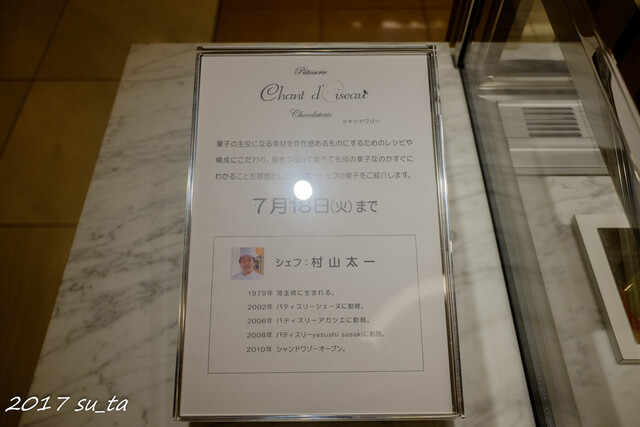 Pâtisserie
Chant d'Oiseau
Chocolaterie
シャンドワゾー
菓子の主役になる素材を存在感あるものにするためのレシピや
構成にこだわり、目をつぶって食べても何の菓子なのかすぐに
わかることを理想とし シェフの菓子をご紹介します。
7月18日(火)まで
シェフ:村山太一
1979年 埼玉県に生まれる。
2002年 パティスリーシェーヌに勤務。
2006年 パティスリーアカシエに勤務。
2008年 パティスリーyasushi sasakiに勤務。
2010年 シャンドワゾーオープン。
2017 su_ta